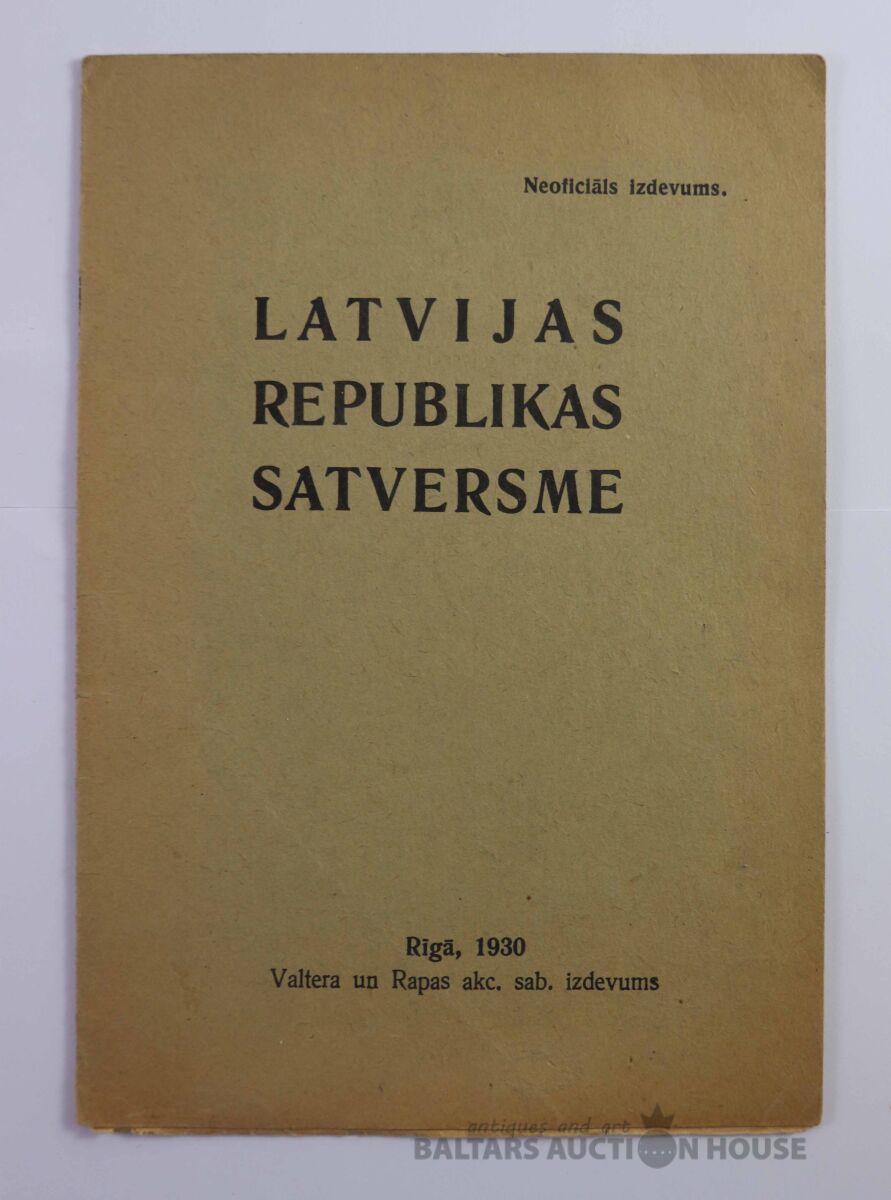 Neoficiāls izdevums.
LATVIJAS
REPUBLIKAS
SATVERSME
Rīgā, 1930
Valtera un Rapas akc. sab. izdevums
antiques and art
BALTARS AUCTION HOUSE